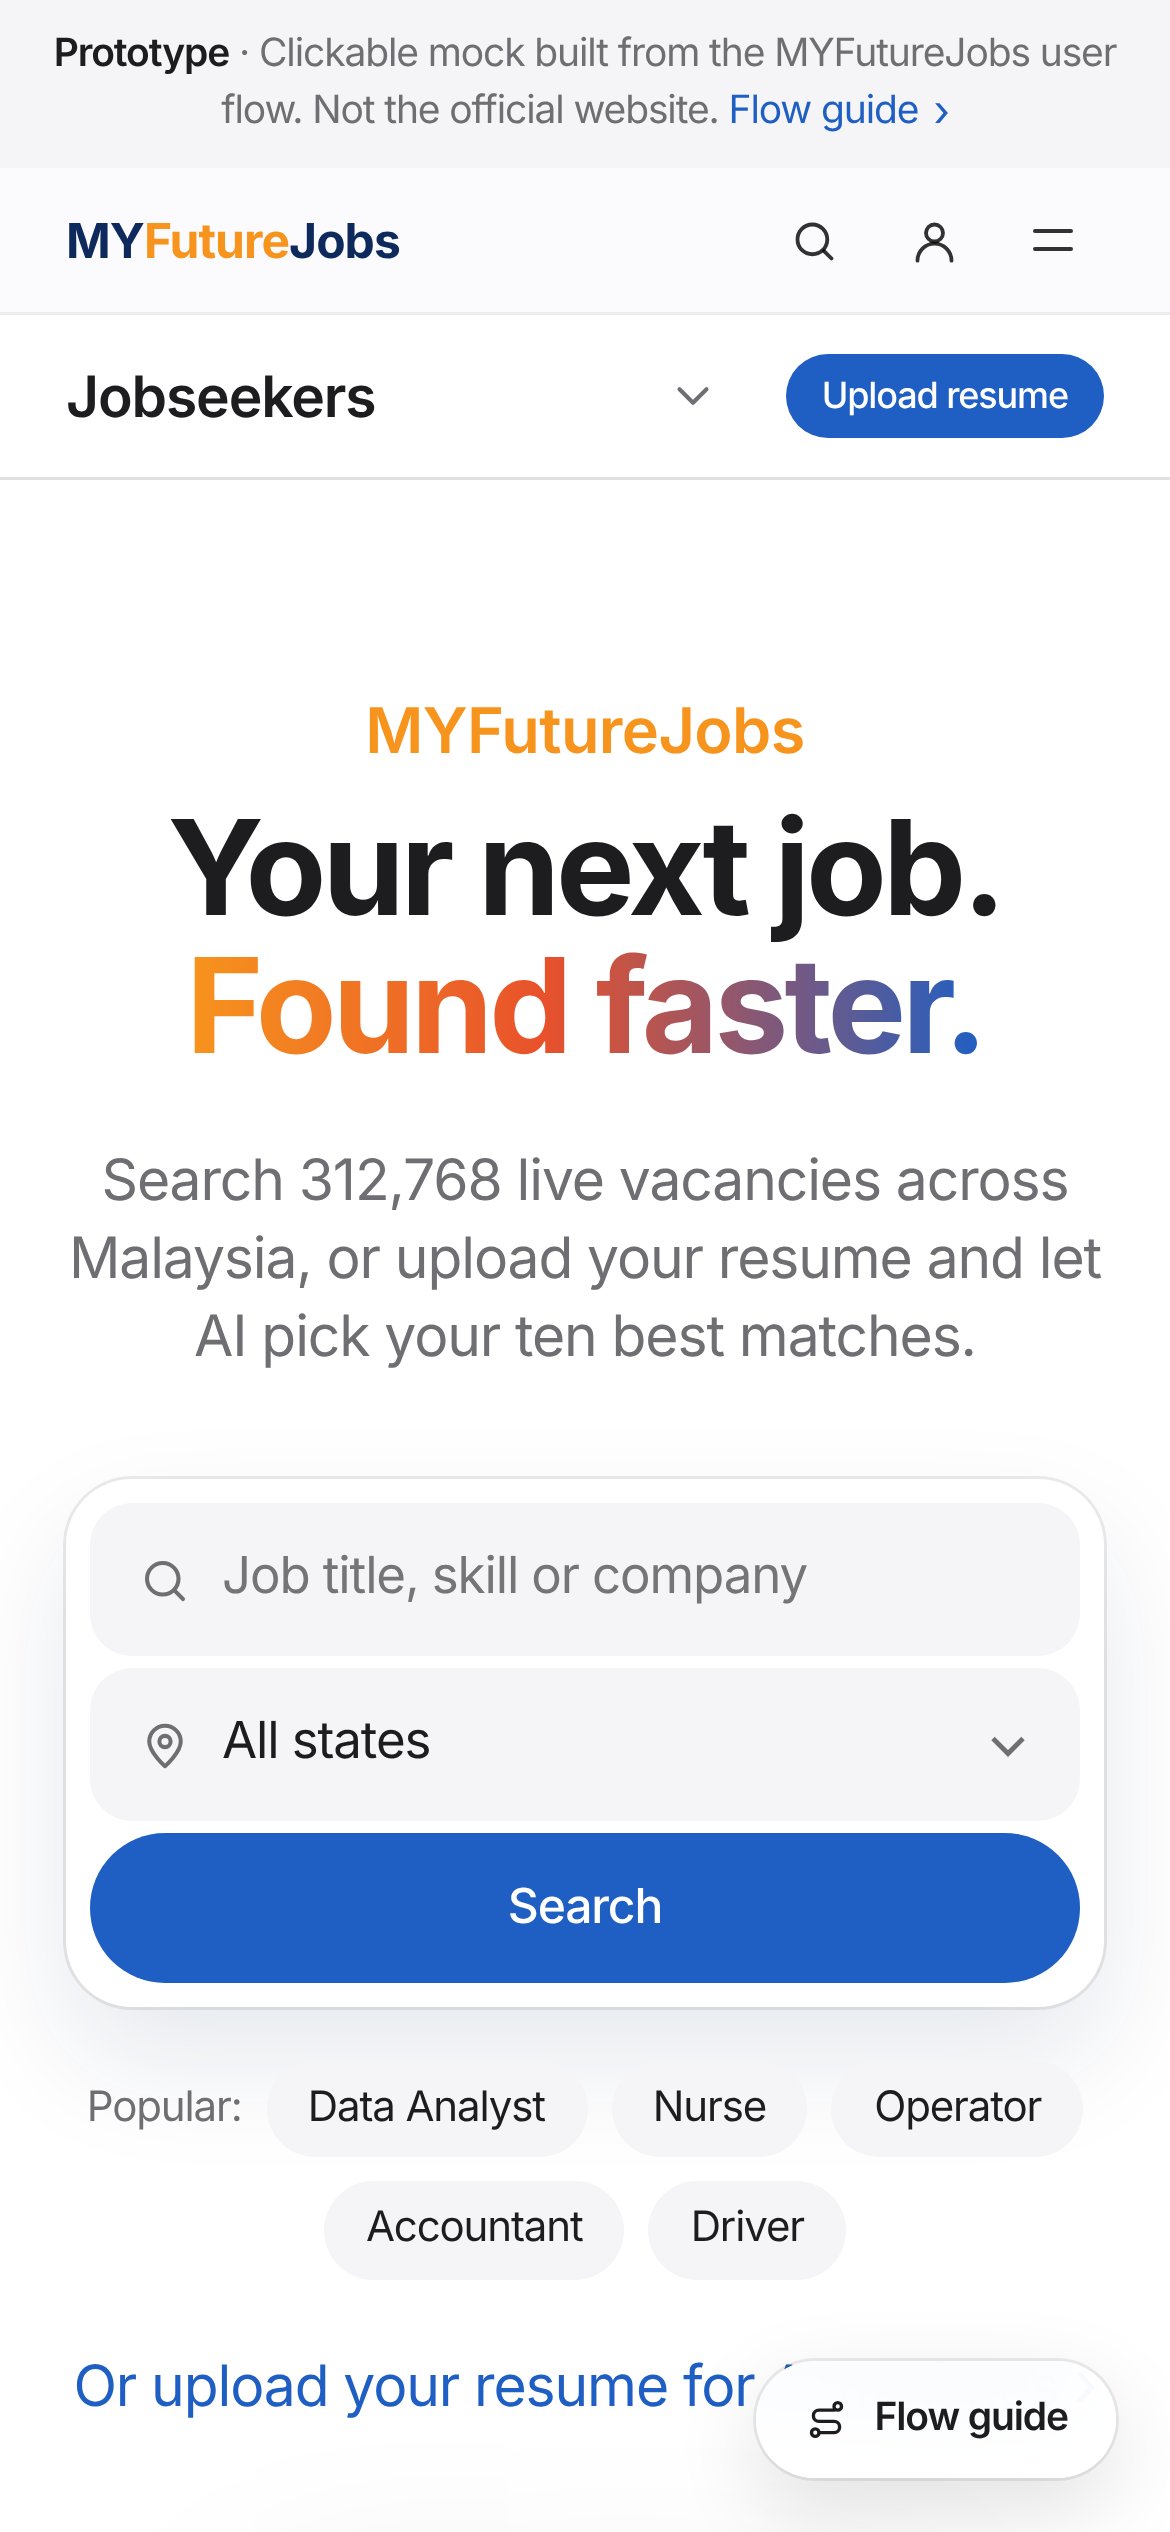 Prototype · Clickable mock built from the MYFutureJobs user
flow. Not the official website. Flow guide ›
MYFutureJobs
Jobseekers
Upload resume
MYFutureJobs
Your next job.
Found faster.
Search 312,768 live vacancies across
Malaysia, or upload your resume and let
AI pick your ten best matches.
Job title, skill or company
All states
Search
Popular: Data Analyst Nurse Operator
Accountant Driver
Or upload your resume for
Flow guide